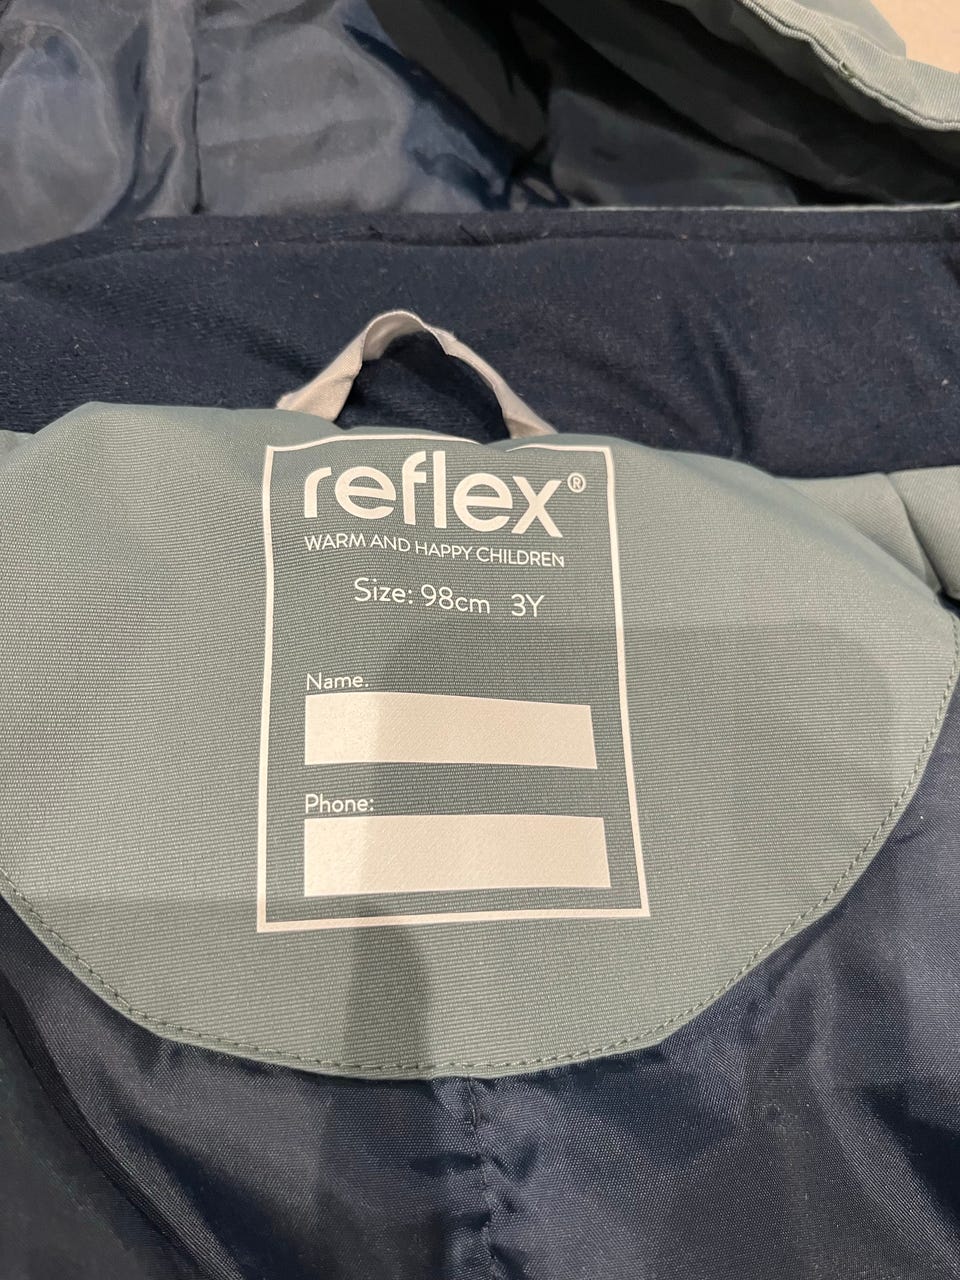 reflex®
WARM AND HAPPY CHILDREN
Size: 98cm 3Y
Name:
Phone: